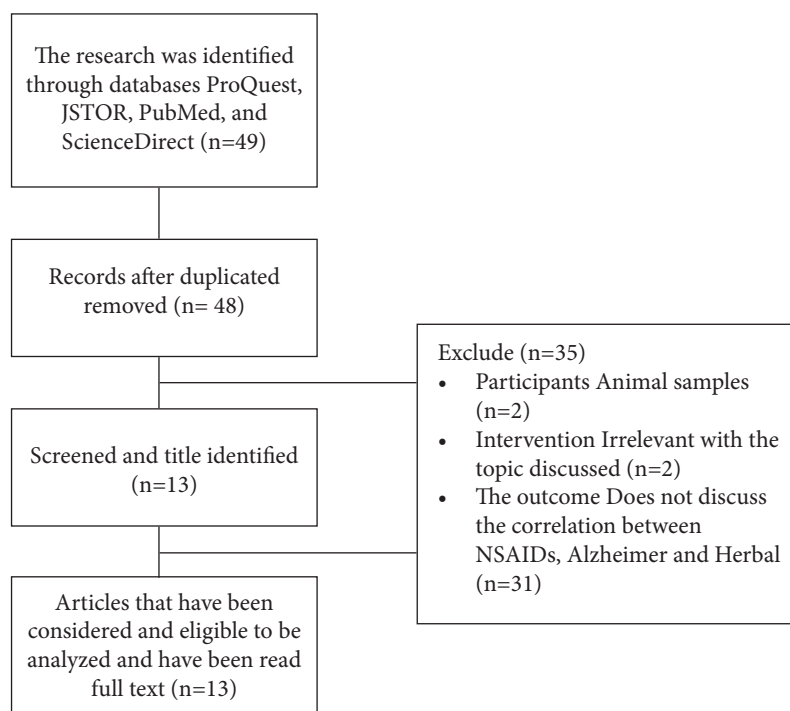 The research was identified
through databases ProQuest,
JSTOR, PubMed, and
ScienceDirect (n=49)
Records after duplicated
removed (n= 48)
Exclude (n=35)
• Participants Animal samples
(n=2)
• Intervention Irrelevant with the
topic discussed (n=2)
• The outcome Does not discuss
the correlation between
NSAIDs, Alzheimer and Herbal
(n=31)
Screened and title identified
(n=13)
Articles that have been
considered and eligible to be
analyzed and have been read
full text (n=13)